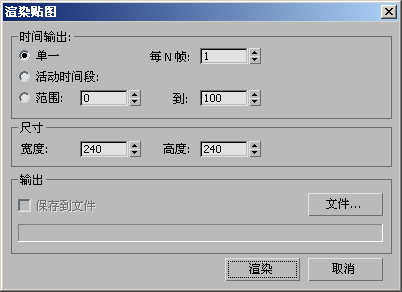 渲染贴图
时间输出:
单一 每 N 帧: 1
活动时间段:
范围: 0 到: 100
尺寸
宽度: 240 高度: 240
输出
保存到文件 文件...
渲染 取消